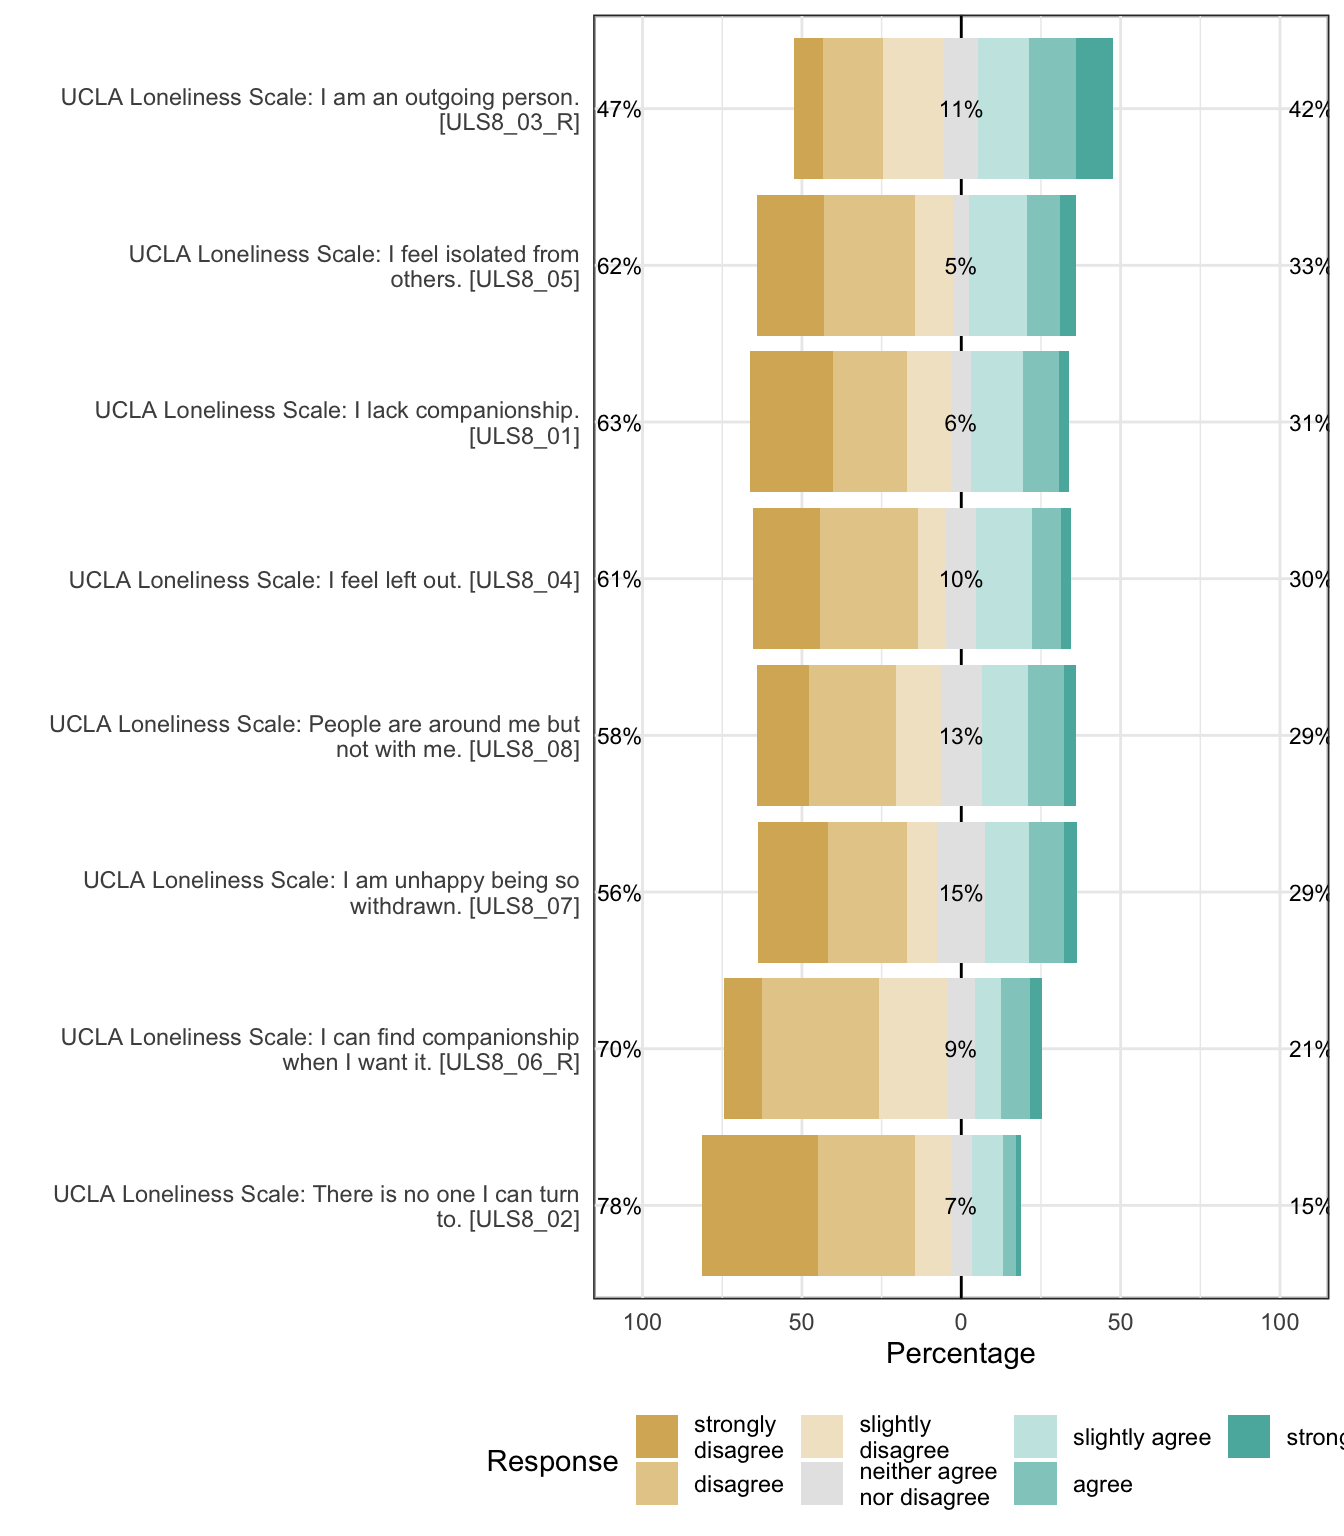 UCLA Loneliness Scale: I am an outgoing person.
[ULS8_03_R]
47%
11%
42%
UCLA Loneliness Scale: I feel isolated from
others. [ULS8_05]
62%
5%
33%
UCLA Loneliness Scale: I lack companionship.
[ULS8_01]
63%
6%
31%
UCLA Loneliness Scale: I feel left out. [ULS8_04]
61%
10%
30%
UCLA Loneliness Scale: People are around me but
not with me. [ULS8_08]
58%
13%
29%
UCLA Loneliness Scale: I am unhappy being so
withdrawn. [ULS8_07]
56%
15%
29%
UCLA Loneliness Scale: I can find companionship
when I want it. [ULS8_06_R]
70%
9%
21%
UCLA Loneliness Scale: There is no one I can turn
to. [ULS8_02]
78%
7%
15%
100 50 0 50 100
Percentage
Response
strongly
disagree
disagree
slightly
disagree
neither agree
nor disagree
slightly agree
agree